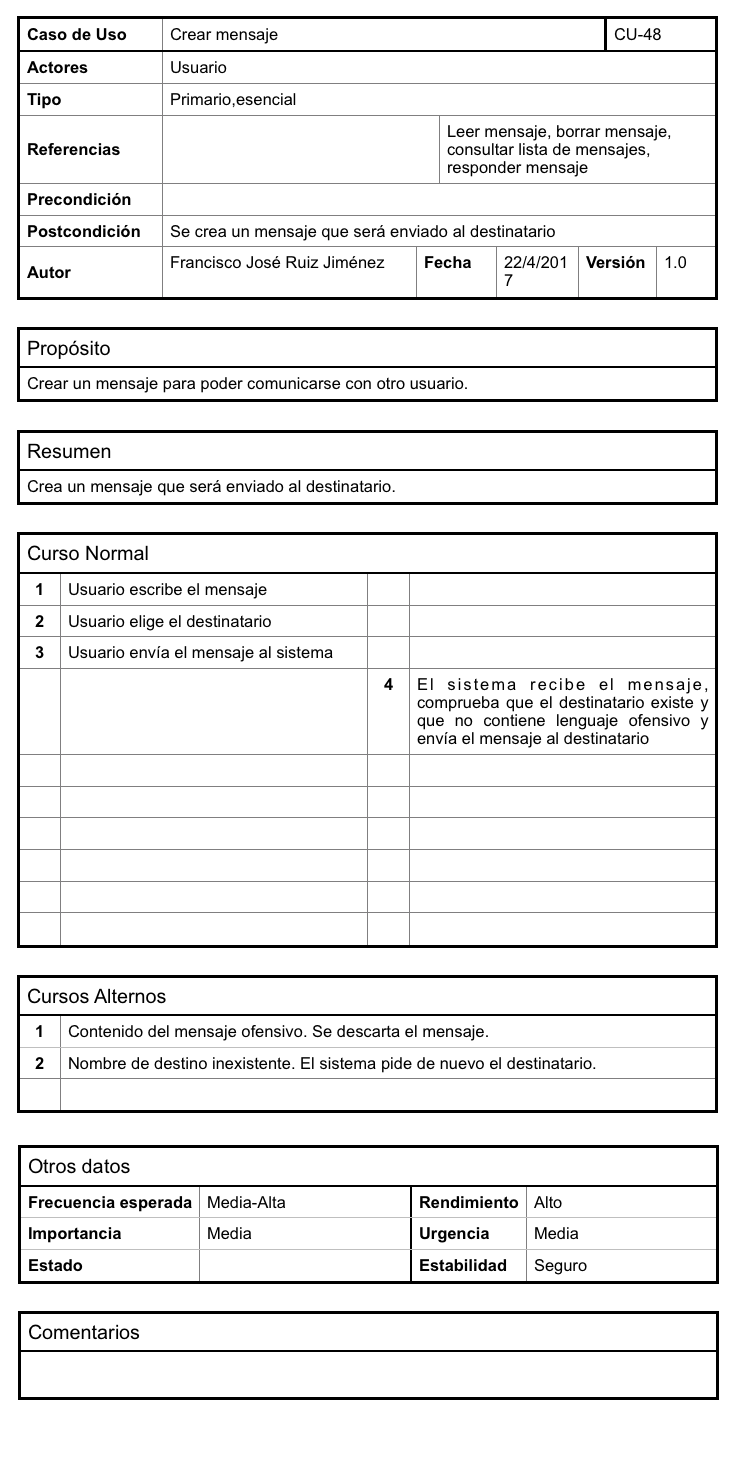 Caso de Uso Crear mensaje CU-48
Actores Usuario
Tipo Primario,esencial
Referencias Leer mensaje, borrar mensaje,
consultar lista de mensajes,
responder mensaje
Precondición
Postcondición Se crea un mensaje que será enviado al destinatario
Autor Francisco José Ruiz Jiménez Fecha 22/4/201 Versión 1.0
7
Propósito
Crear un mensaje para poder comunicarse con otro usuario.
Resumen
Crea un mensaje que será enviado al destinatario.
Curso Normal
1 Usuario escribe el mensaje
2 Usuario elige el destinatario
3 Usuario envía el mensaje al sistema
4 El sistema recibe el mensaje,
comprueba que el destinatario existe y
que no contiene lenguaje ofensivo y
envía el mensaje al destinatario
Cursos Alternos
1 Contenido del mensaje ofensivo. Se descarta el mensaje.
2 Nombre de destino inexistente. El sistema pide de nuevo el destinatario.
Otros datos
Frecuencia esperada Media-Alta Rendimiento Alto
Importancia Media Urgencia Media
Estado Estabilidad Seguro
Comentarios